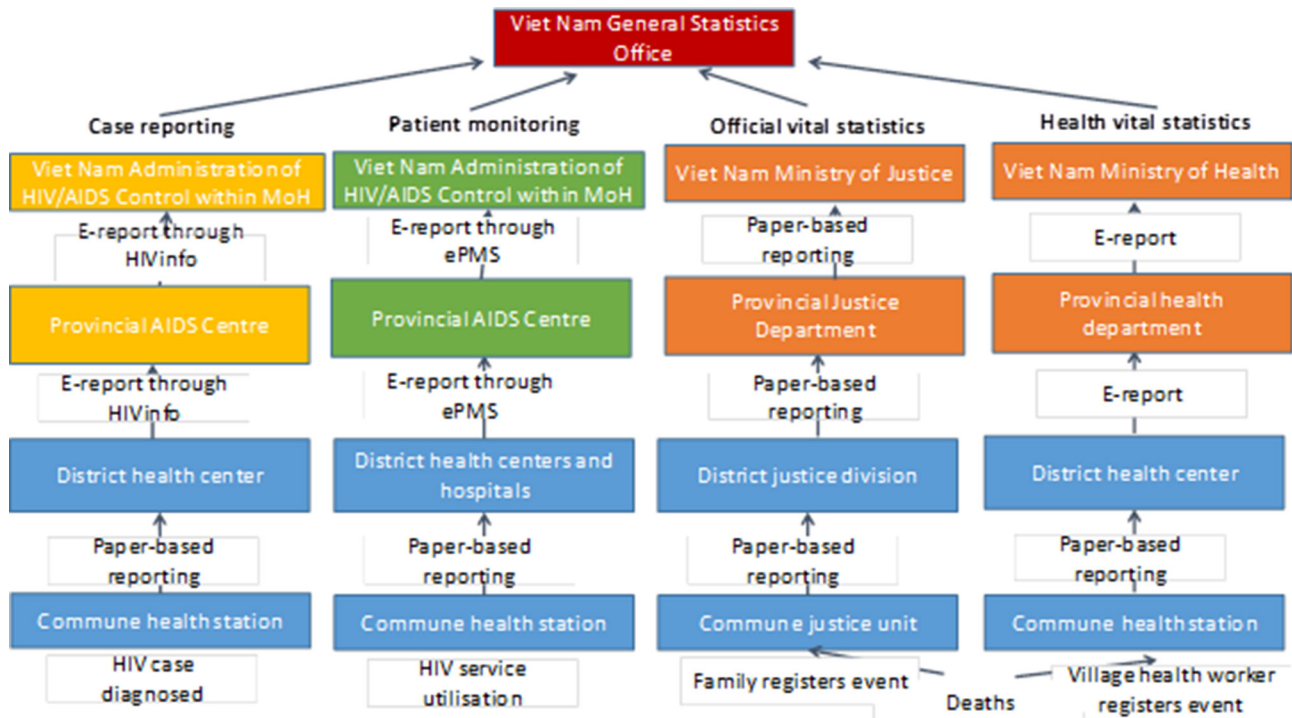 Viet Nam General Statistics
Office
Case reporting
Patient monitoring
Official vital statistics
Health vital statistics
Viet Nam Administration of
HIV/AIDS Control within MoH
Viet Nam Administration of
HIV/AIDS Control within MoH
Viet Nam Ministry of Justice
Viet Nam Ministry of Health
E-report through
HIVinfo
E-report through
ePMS
Paper-based
reporting
E-report
Provincial AIDS Centre
Provincial AIDS Centre
Provincial Justice
Department
Provincial health
department
E-report through
HIVinfo
E-report through
ePMS
Paper-based
reporting
E-report
District health center
District health centers and
hospitals
District justice division
District health center
Paper-based
reporting
Paper-based
reporting
Paper-based
reporting
Paper-based
reporting
Commune health station
Commune health station
Commune justice unit
Commune health station
HIV case
diagnosed
HIV service
utilisation
Family registers event
Deaths
Village health worker
registers event